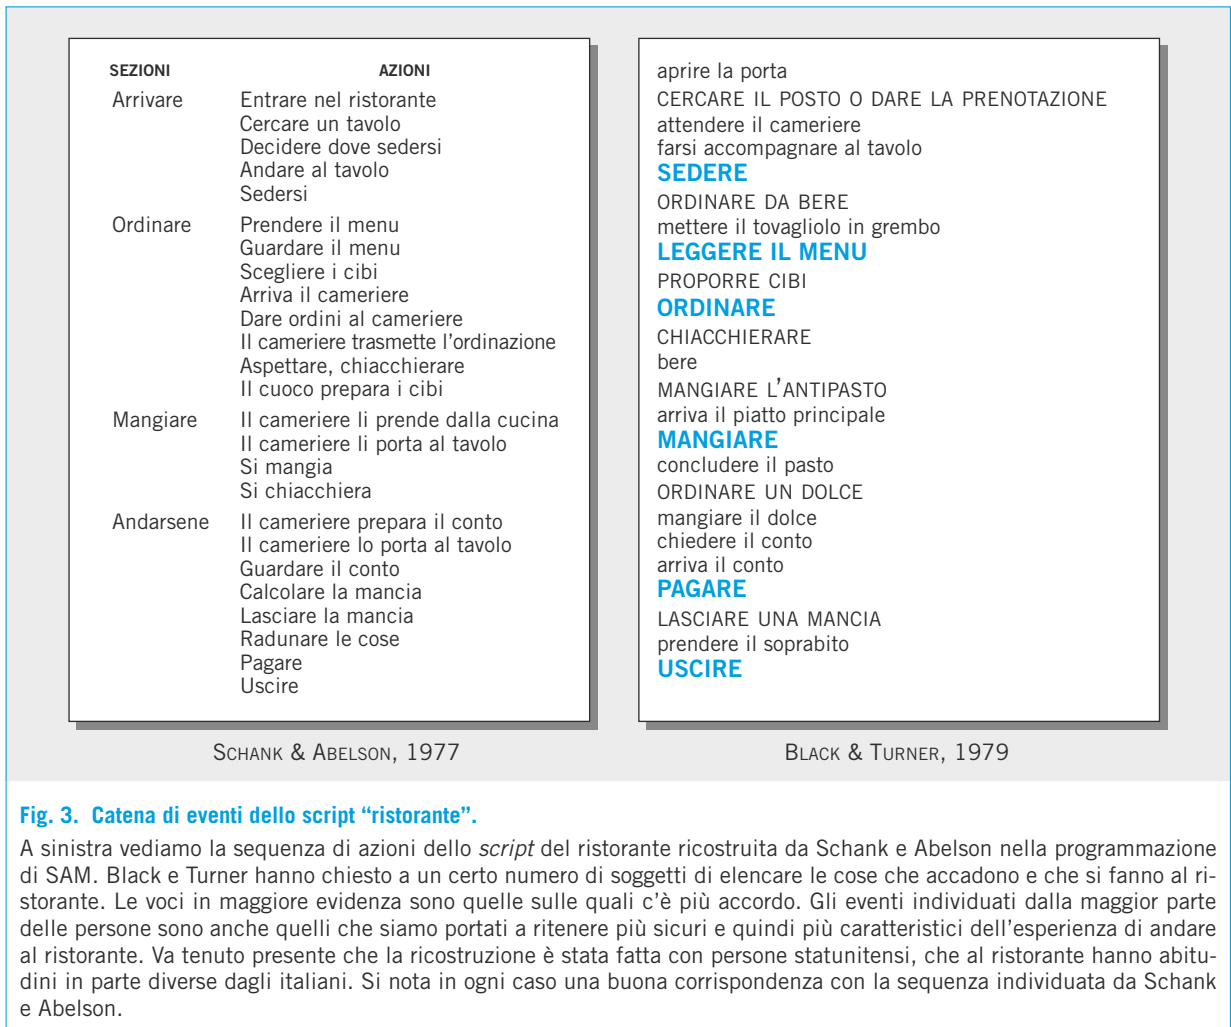 SEZIONI AZIONI
Arrivare Entrare nel ristorante
Cercare un tavolo
Decidere dove sedersi
Andare al tavolo
Sedersi
Ordinare Prendere il menu
Guardare il menu
Scegliere i cibi
Arriva il cameriere
Dare ordini al cameriere
Il cameriere trasmette l'ordinazione
Aspettare, chiacchierare
Il cuoco prepara i cibi
Mangiare Il cameriere li prende dalla cucina
Il cameriere li porta al tavolo
Si mangia
Si chiacchiera
Andarsene Il cameriere prepara il conto
Il cameriere lo porta al tavolo
Guardare il conto
Calcolare la mancia
Lasciare la mancia
Radunare le cose
Pagare
Uscire
SCHANK & ABELSON, 1977
aprire la porta
CERCARE IL POSTO O DARE LA PRENOTAZIONE
attendere il cameriere
farsi accompagnare al tavolo
SEDERE
ORDINARE DA BERE
mettere il tovagliolo in grembo
LEGGERE IL MENU
PROPORRE CIBI
ORDINARE
CHIACCHIERARE
bere
MANGIARE L'ANTIPASTO
arriva il piatto principale
MANGIARE
concludere il pasto
ORDINARE UN DOLCE
mangiare il dolce
chiedere il conto
arriva il conto
PAGARE
LASCIARE UNA MANCIA
prendere il soprabito
USCIRE
BLACK & TURNER, 1979
Fig. 3. Catena di eventi dello script “ristorante”.
A sinistra vediamo la sequenza di azioni dello script del ristorante ricostruita da Schank e Abelson nella programmazione
di SAM. Black e Turner hanno chiesto a un certo numero di soggetti di elencare le cose che accadono e che si fanno al ri-
storante. Le voci in maggiore evidenza sono quelle sulle quali c'è più accordo. Gli eventi individuati dalla maggior parte
delle persone sono anche quelli che siamo portati a ritenere più sicuri e quindi più caratteristici dell'esperienza di andare
al ristorante. Va tenuto presente che la ricostruzione è stata fatta con persone statunitensi, che al ristorante hanno abitu-
dini in parte diverse dagli italiani. Si nota in ogni caso una buona corrispondenza con la sequenza individuata da Schank
e Abelson.